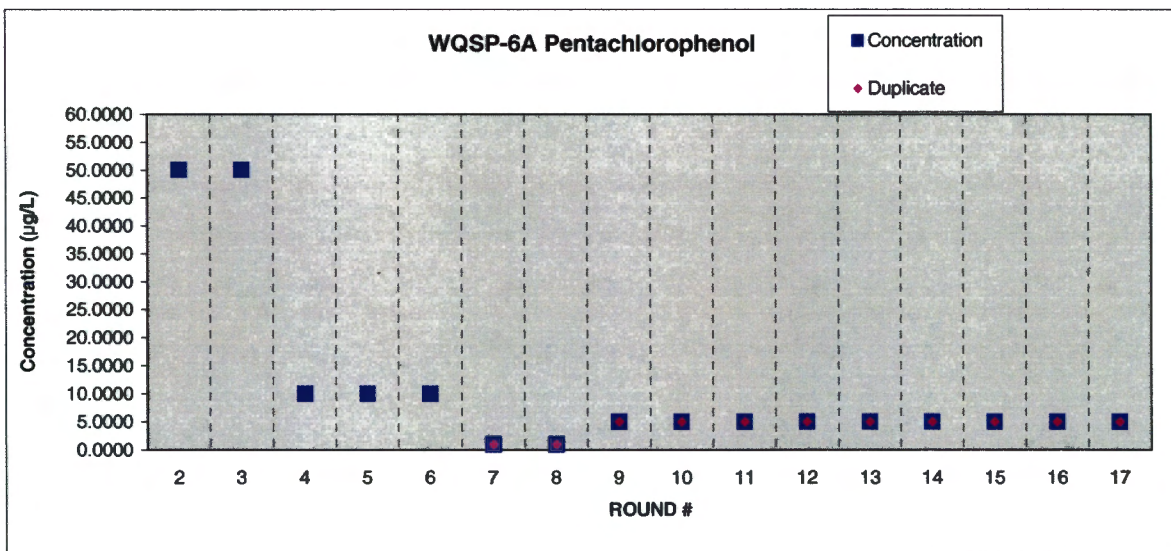 WQSP-6A Pentachlorophenol
Concentration
Duplicate
Concentration (µg/L)
60.0000
55.0000
50.0000
45.0000
40.0000
35.0000
30.0000
25.0000
20.0000
15.0000
10.0000
5.0000
0.0000
2 3 4 5 6 7 8 9 10 11 12 13 14 15 16 17
ROUND #